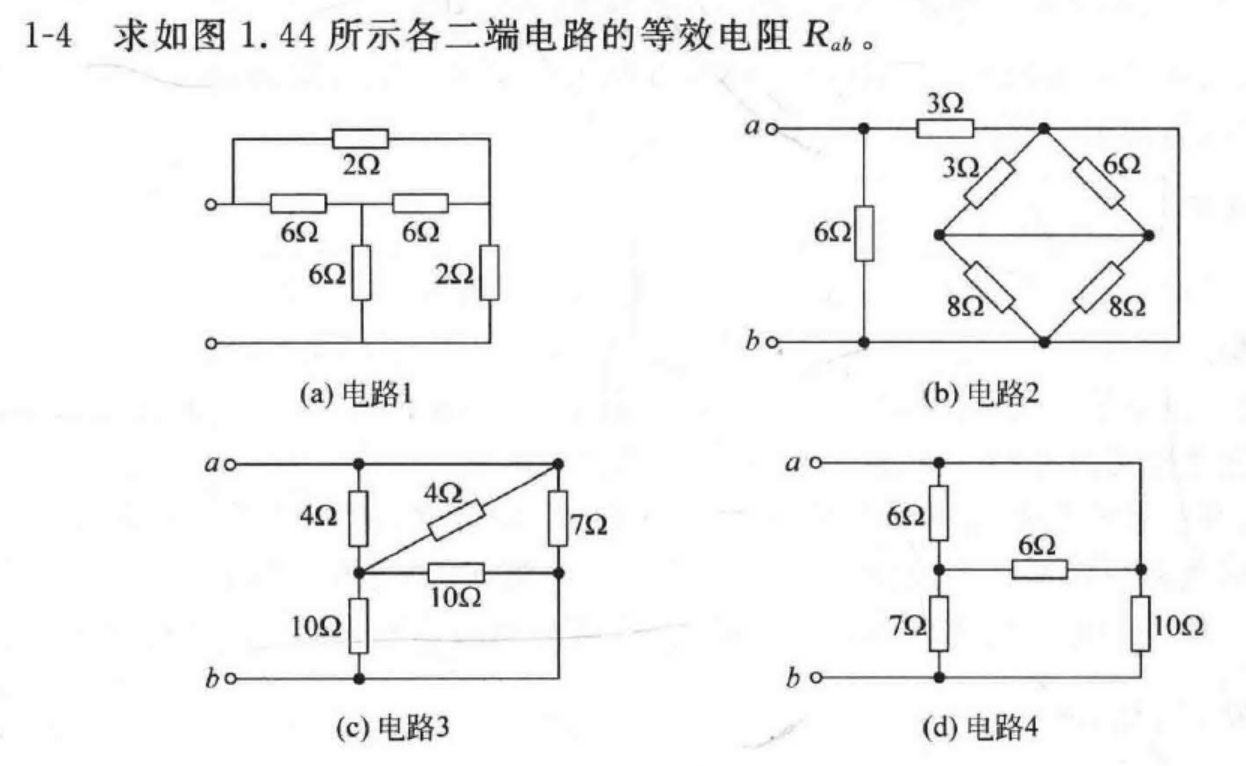 1-4 求如图 1.44 所示各二端电路的等效电阻 Rab。
2Ω
6Ω
6Ω
6Ω
2Ω
(a) 电路1
a
3Ω
3Ω
6Ω
6Ω
8Ω
8Ω
b
(b) 电路2
a
4Ω
4Ω
7Ω
10Ω
10Ω
b
(c) 电路3
a
6Ω
6Ω
7Ω
10Ω
b
(d) 电路4